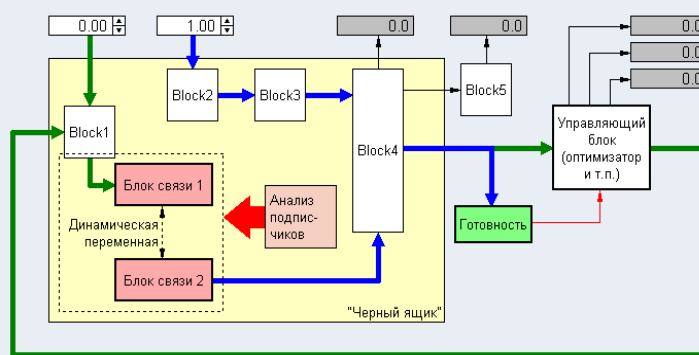 0.00
1.00
0.0
0.0
0.0
0.0
0.0
Block1
Block2
Block3
Block4
Block5
Управляющий
блок
(оптимизатор
и т.п.)
Блок связи 1
Динамическая
переменная
Блок связи 2
Анализ
подпис-
чиков
Готовность
"Черный ящик"